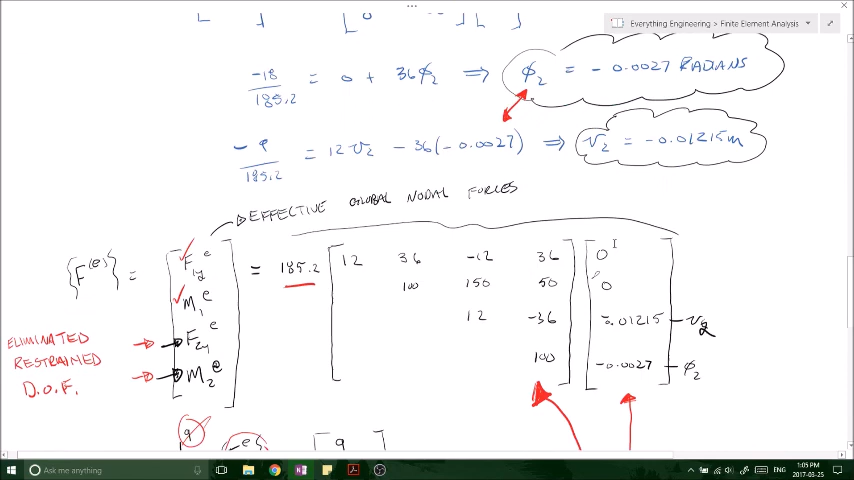 Everything Engineering > Finite Element Analysis
-18/185.2 = 0 + 36ϕ₂ ⟹ ϕ₂ = -0.0027 RADIANS
-9/185.2 = 12v₂ - 36(-0.0027) ⟹ v₂ = -0.01215m
EFFECTIVE GLOBAL NODAL FORCES
{F^(e)} = = 185.2
F₁y^e 12 36 -12 36 0
M₁^e 100 150 50 0
F₂y^e 12 -36 -0.01215 v₂
M₂^e 100 -0.0027 ϕ₂
ELIMINATED
RESTRAINED
D.O.F.
9
Ask me anything
1:05 PM
2017-08-25